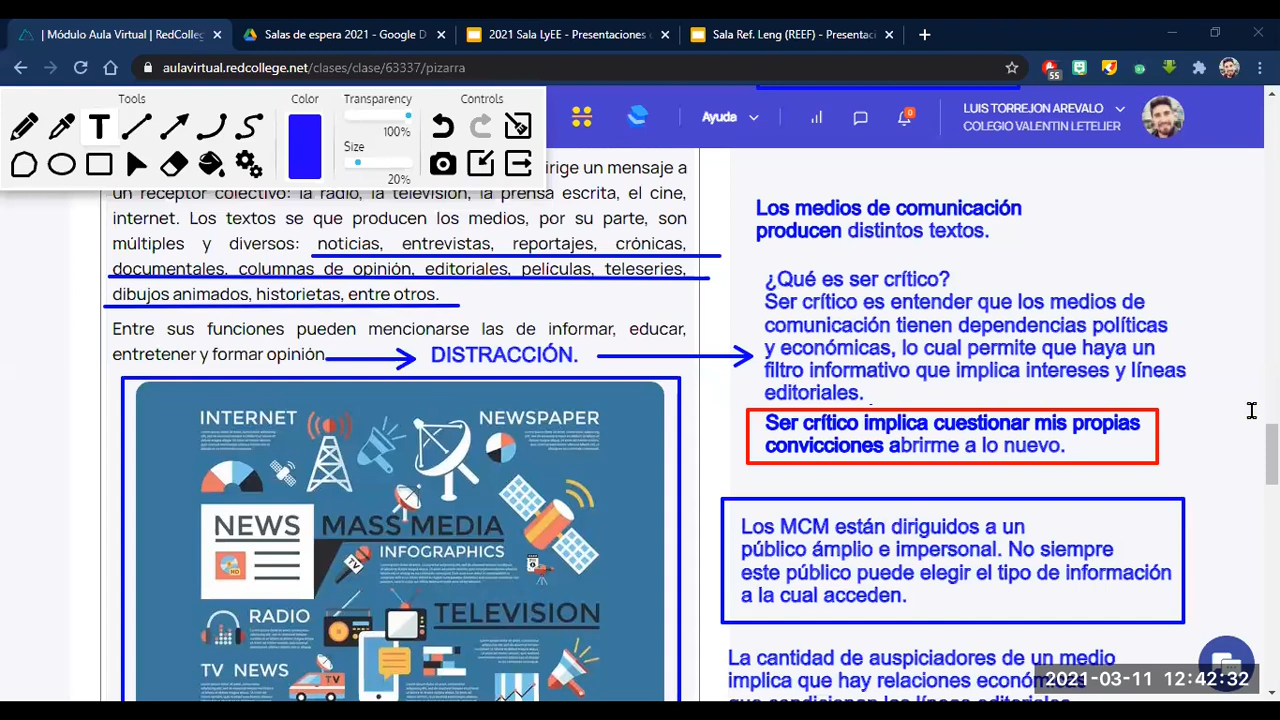 | Módulo Aula Virtual | RedColleg
Salas de espera 2021 - Google D
2021 Sala LyEE - Presentaciones
Sala Ref. Leng (REEF) - Presentac
aulavirtual.redcollege.net/clases/clase/63337/pizarra
55
Tools
Color
Transparency
Controls
100%
Size
20%
T
Ayuda
8
LUIS TORREJON AREVALO
COLEGIO VALENTIN LETELIER
irige un mensaje a
un receptor colectivo: la radio, la televisión, la prensa escrita, el cine,
internet. Los textos se que producen los medios, por su parte, son
múltiples y diversos: noticias, entrevistas, reportajes, crónicas,
documentales, columnas de opinión, editoriales, películas, teleseries,
dibujos animados, historietas, entre otros.
Entre sus funciones pueden mencionarse las de informar, educar,
entretener y formar opinión
DISTRACCIÓN.
INTERNET
NEWSPAPER
NEWS
MASS MEDIA
INFOGRAPHICS
TV
RADIO
TELEVISION
TV NEWS
Los medios de comunicación
producen distintos textos.
¿Qué es ser crítico?
Ser crítico es entender que los medios de
comunicación tienen dependencias políticas
y económicas, lo cual permite que haya un
filtro informativo que implica intereses y líneas
editoriales.
Ser crítico implica cuestionar mis propias
convicciones abrirme a lo nuevo.
Los MCM están diriguidos a un
público ámplio e impersonal. No siempre
este público puede elegir el tipo de información
a la cual acceden.
La cantidad de auspciadores de un medio
implica que hay relaciones
que condicionan las líneas editoriales
2021-03-11 12:42:32